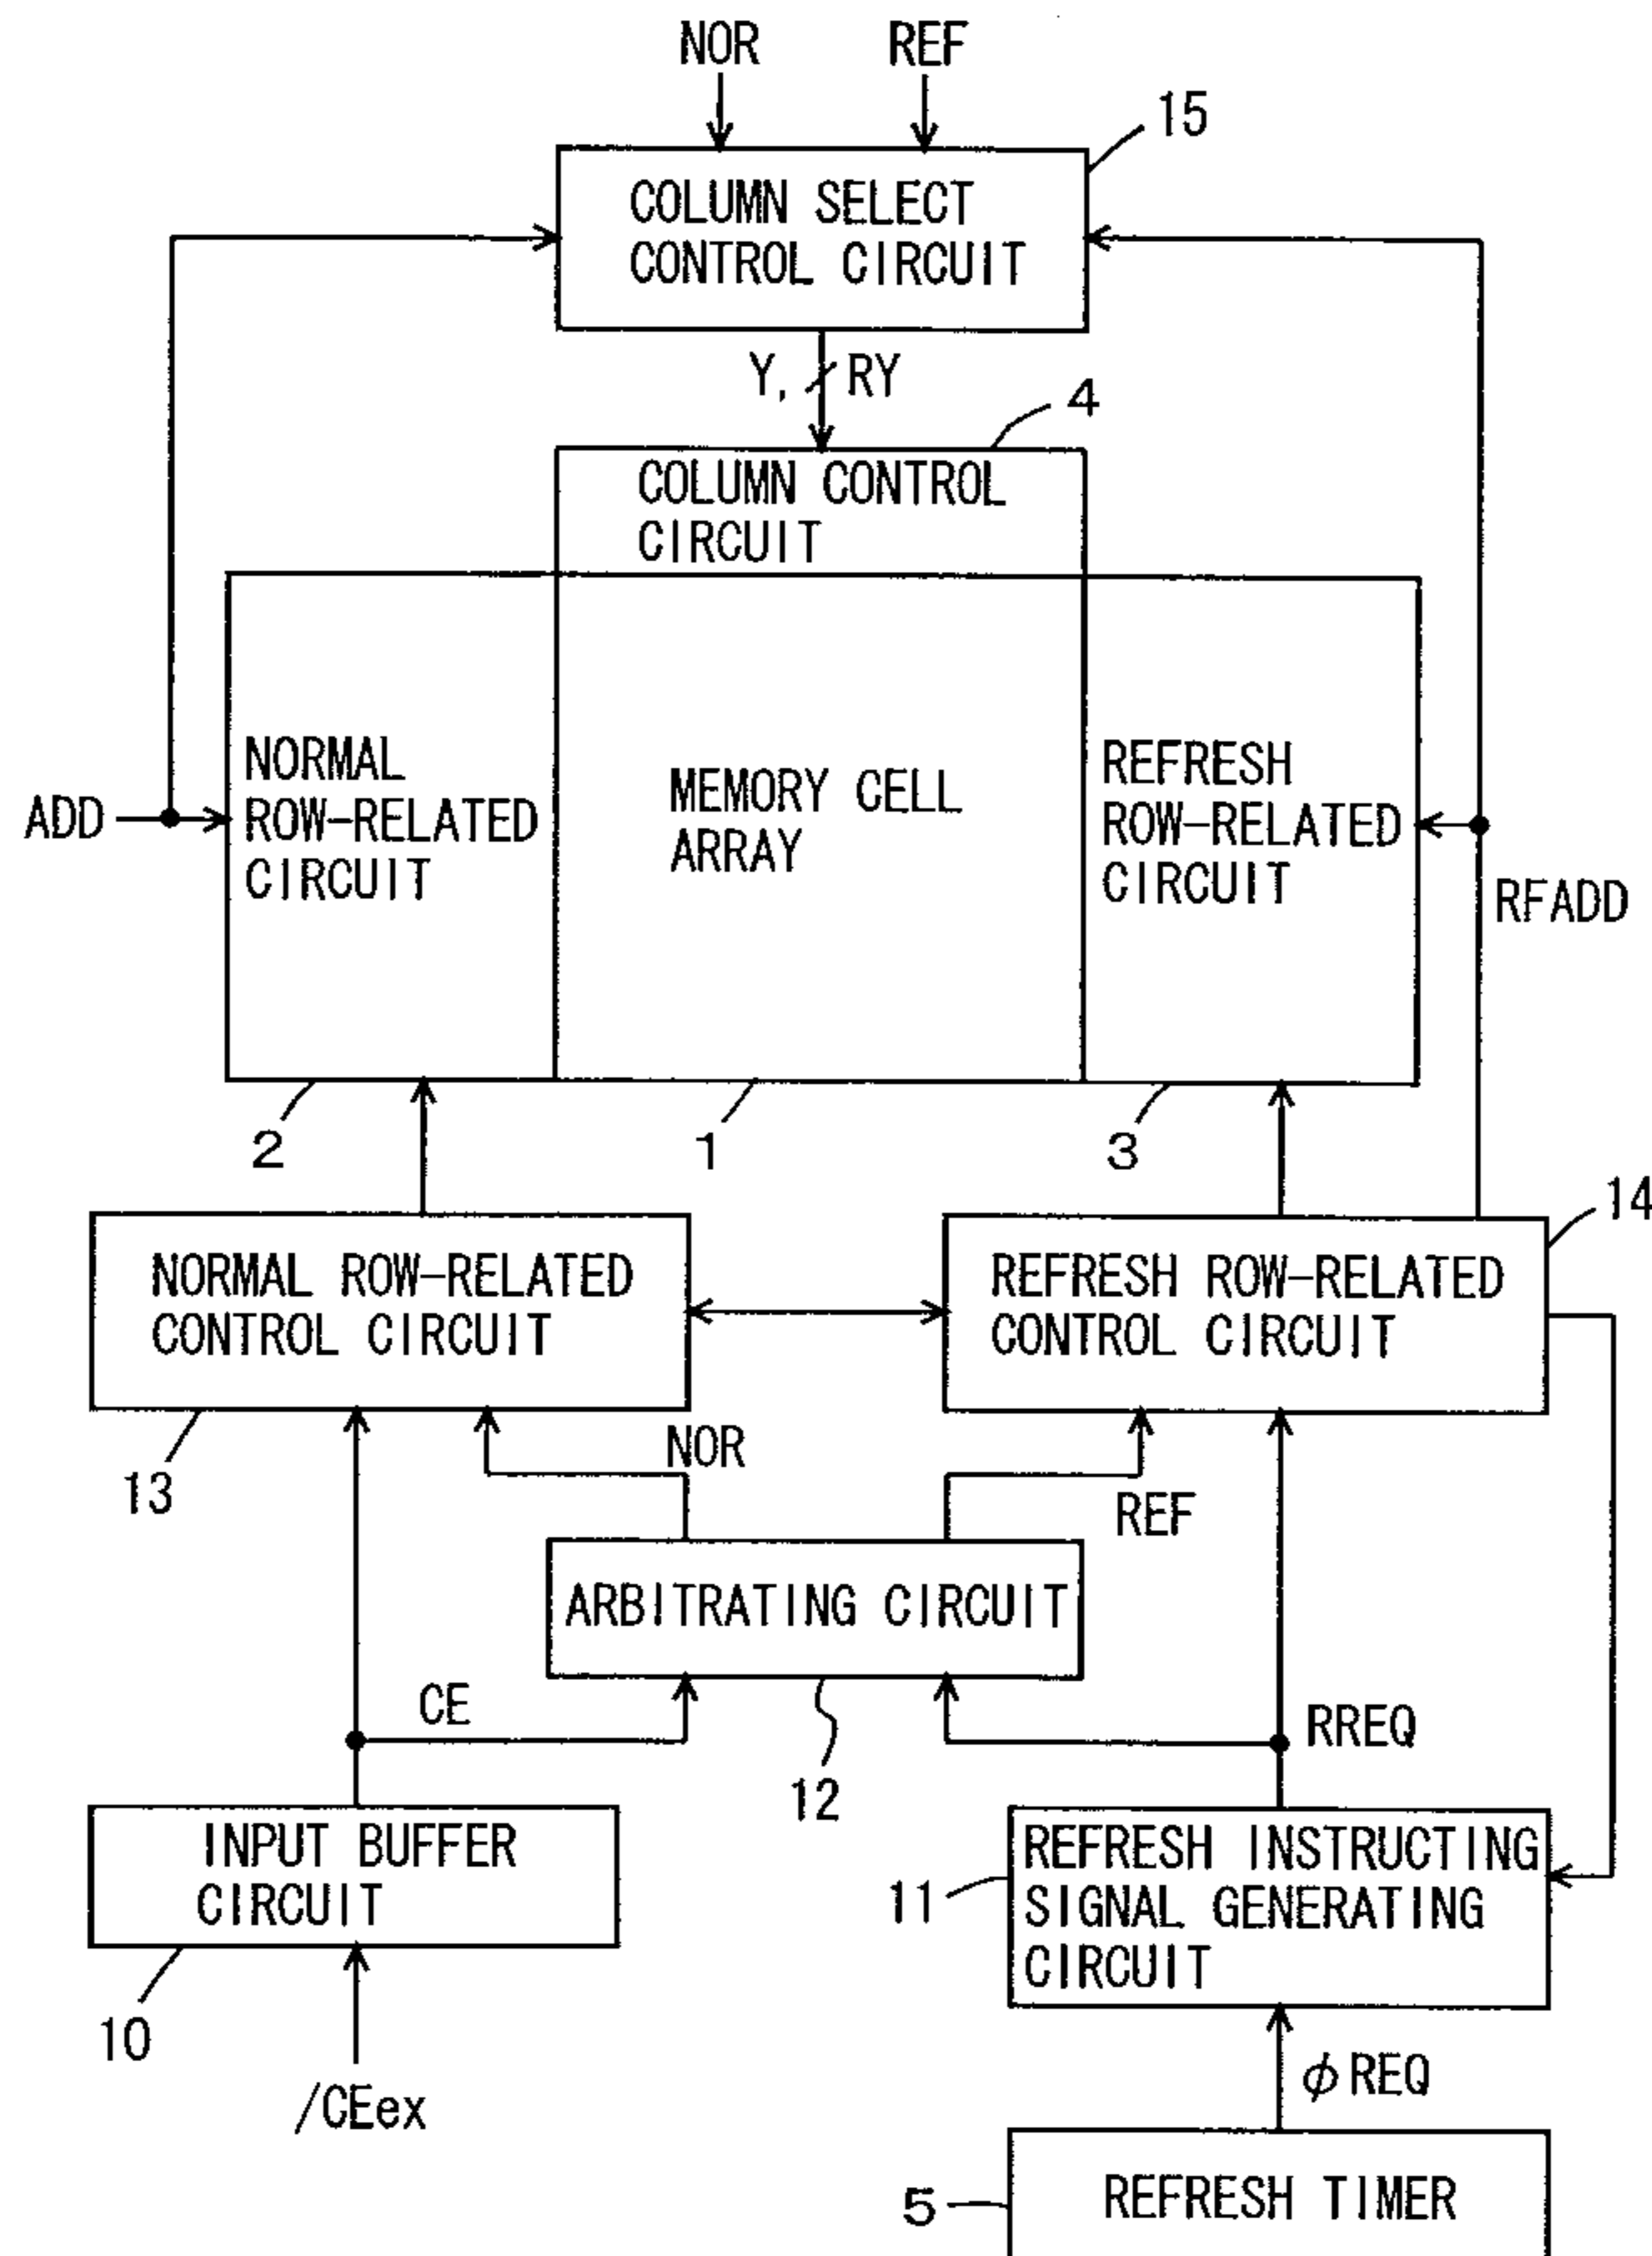 NOR REF
15
COLUMN SELECT
CONTROL CIRCUIT
Y, RY
4
COLUMN CONTROL
CIRCUIT
NORMAL
ROW-RELATED
CIRCUIT
MEMORY CELL
ARRAY
REFRESH
ROW-RELATED
CIRCUIT
ADD
RFADD
2 1 3
14
NORMAL ROW-RELATED
CONTROL CIRCUIT
REFRESH ROW-RELATED
CONTROL CIRCUIT
13
NOR
REF
ARBITRATING CIRCUIT
CE
RREQ
12
INPUT BUFFER
CIRCUIT
11
REFRESH INSTRUCTING
SIGNAL GENERATING
CIRCUIT
10
/CEex
φREQ
5
REFRESH TIMER